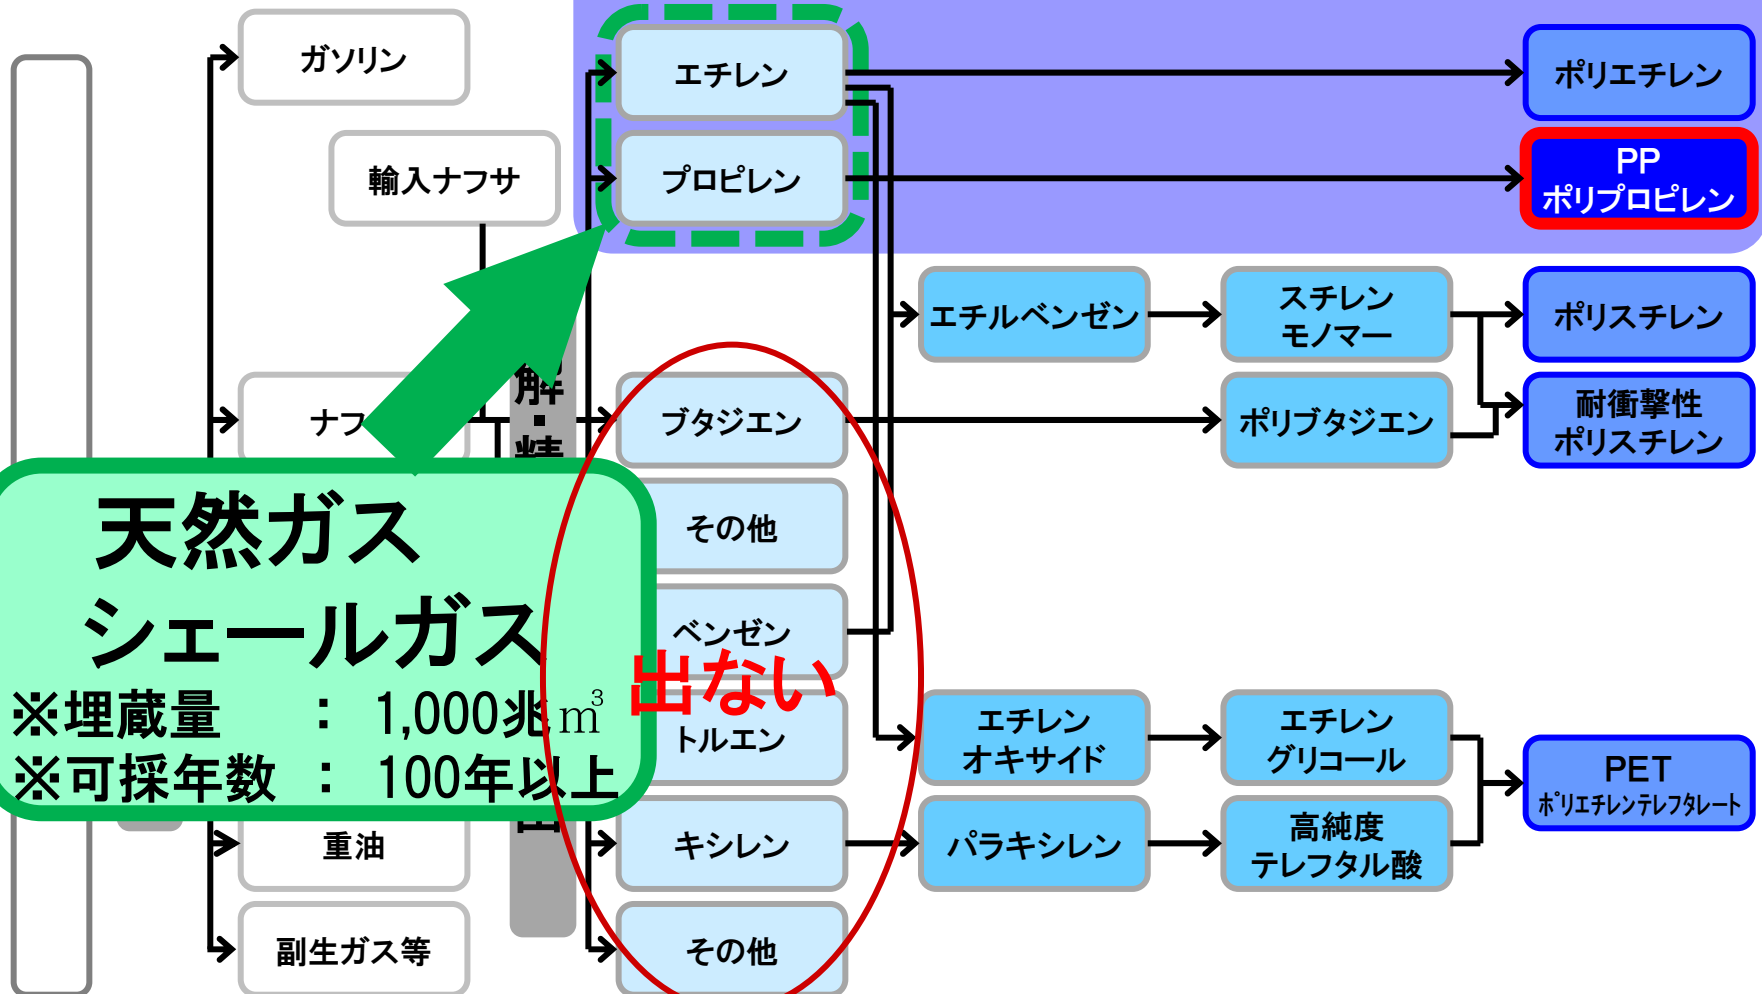 ガソリン
エチレン
ポリエチレン
輸入ナフサ
プロピレン
PP
ポリプロピレン
エチルベンゼン
スチレン
モノマー
ポリスチレン
解・精
ブタジエン
ポリブタジエン
耐衝撃性
ポリスチレン
天然ガス
シェールガス
※埋蔵量 : 1,000兆m³
※可採年数 : 100年以上
その他
ベンゼン
出ない
トルエン
エチレン
オキサイド
エチレン
グリコール
PET
ポリエチレンテレフタレート
重油
キシレン
パラキシレン
高純度
テレフタル酸
副生ガス等
その他